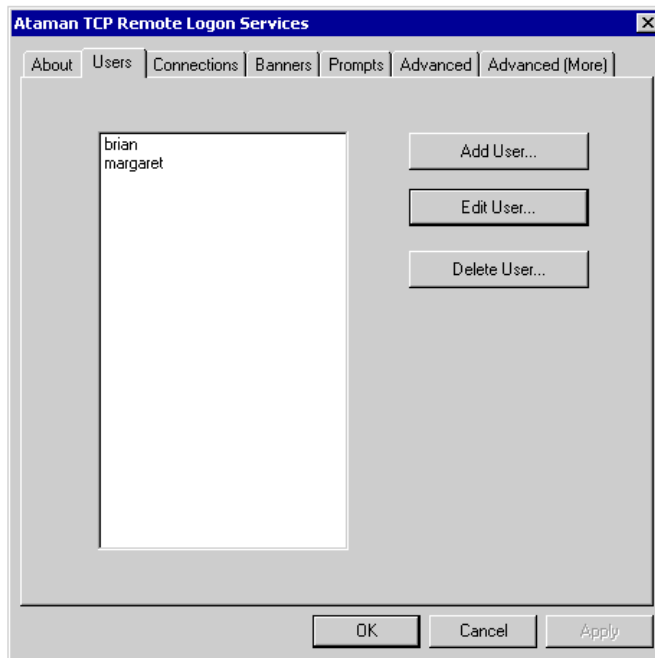 Ataman TCP Remote Logon Services
About Users Connections Banners Prompts Advanced Advanced (More)
brian
margaret
Add User...
Edit User...
Delete User...
OK Cancel Apply